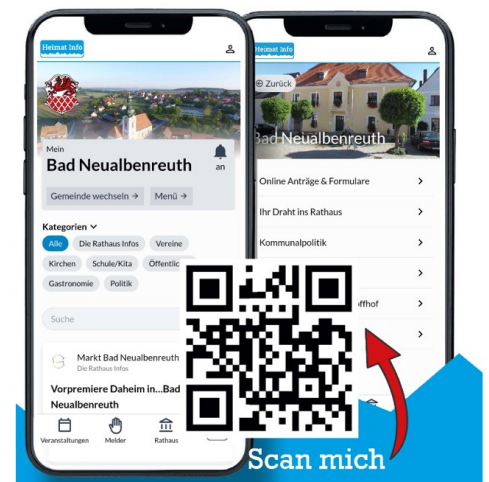 Heimat Info
Mein
Bad Neualbenreuth
an
Gemeinde wechseln →
Menü →
Kategorien
Alle
Die Rathaus Infos
Vereine
Kirchen
Schule/Kita
Öffentlic
Gastronomie
Politik
Suche
Markt Bad Neualbenreuth
Die Rathaus Infos
Vorpremiere Daheim in...Bad
Neualbenreuth
Veranstaltungen
Melder
Rathaus
Heimat Info
Zurück
Bad Neualbenreuth
Online Anträge & Formulare
Ihr Draht ins Rathaus
Kommunalpolitik
offhof
Scan mich